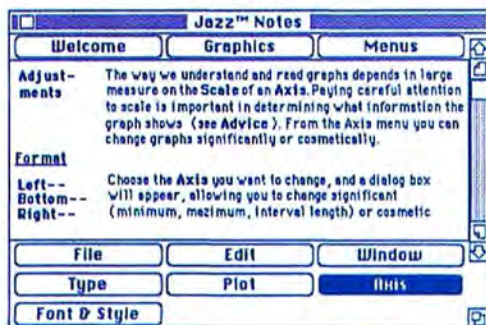 Jazz™ Notes
Welcome Graphics Menus
Adjust- The way we understand and read graphs depends in large
ments measure on the Scale of an Axis. Paying careful attention
to scale is important in determining what information the
graph shows (see Advice). From the Axis menu you can
change graphs significantly or cosmetically.
Format
Left-- Choose the Axis you want to change, and a dialog box
Bottom-- will appear, allowing you to change significant
Right-- (minimum, maximum, interval length) or cosmetic
File Edit Window
Type Plot Axis
Font & Style